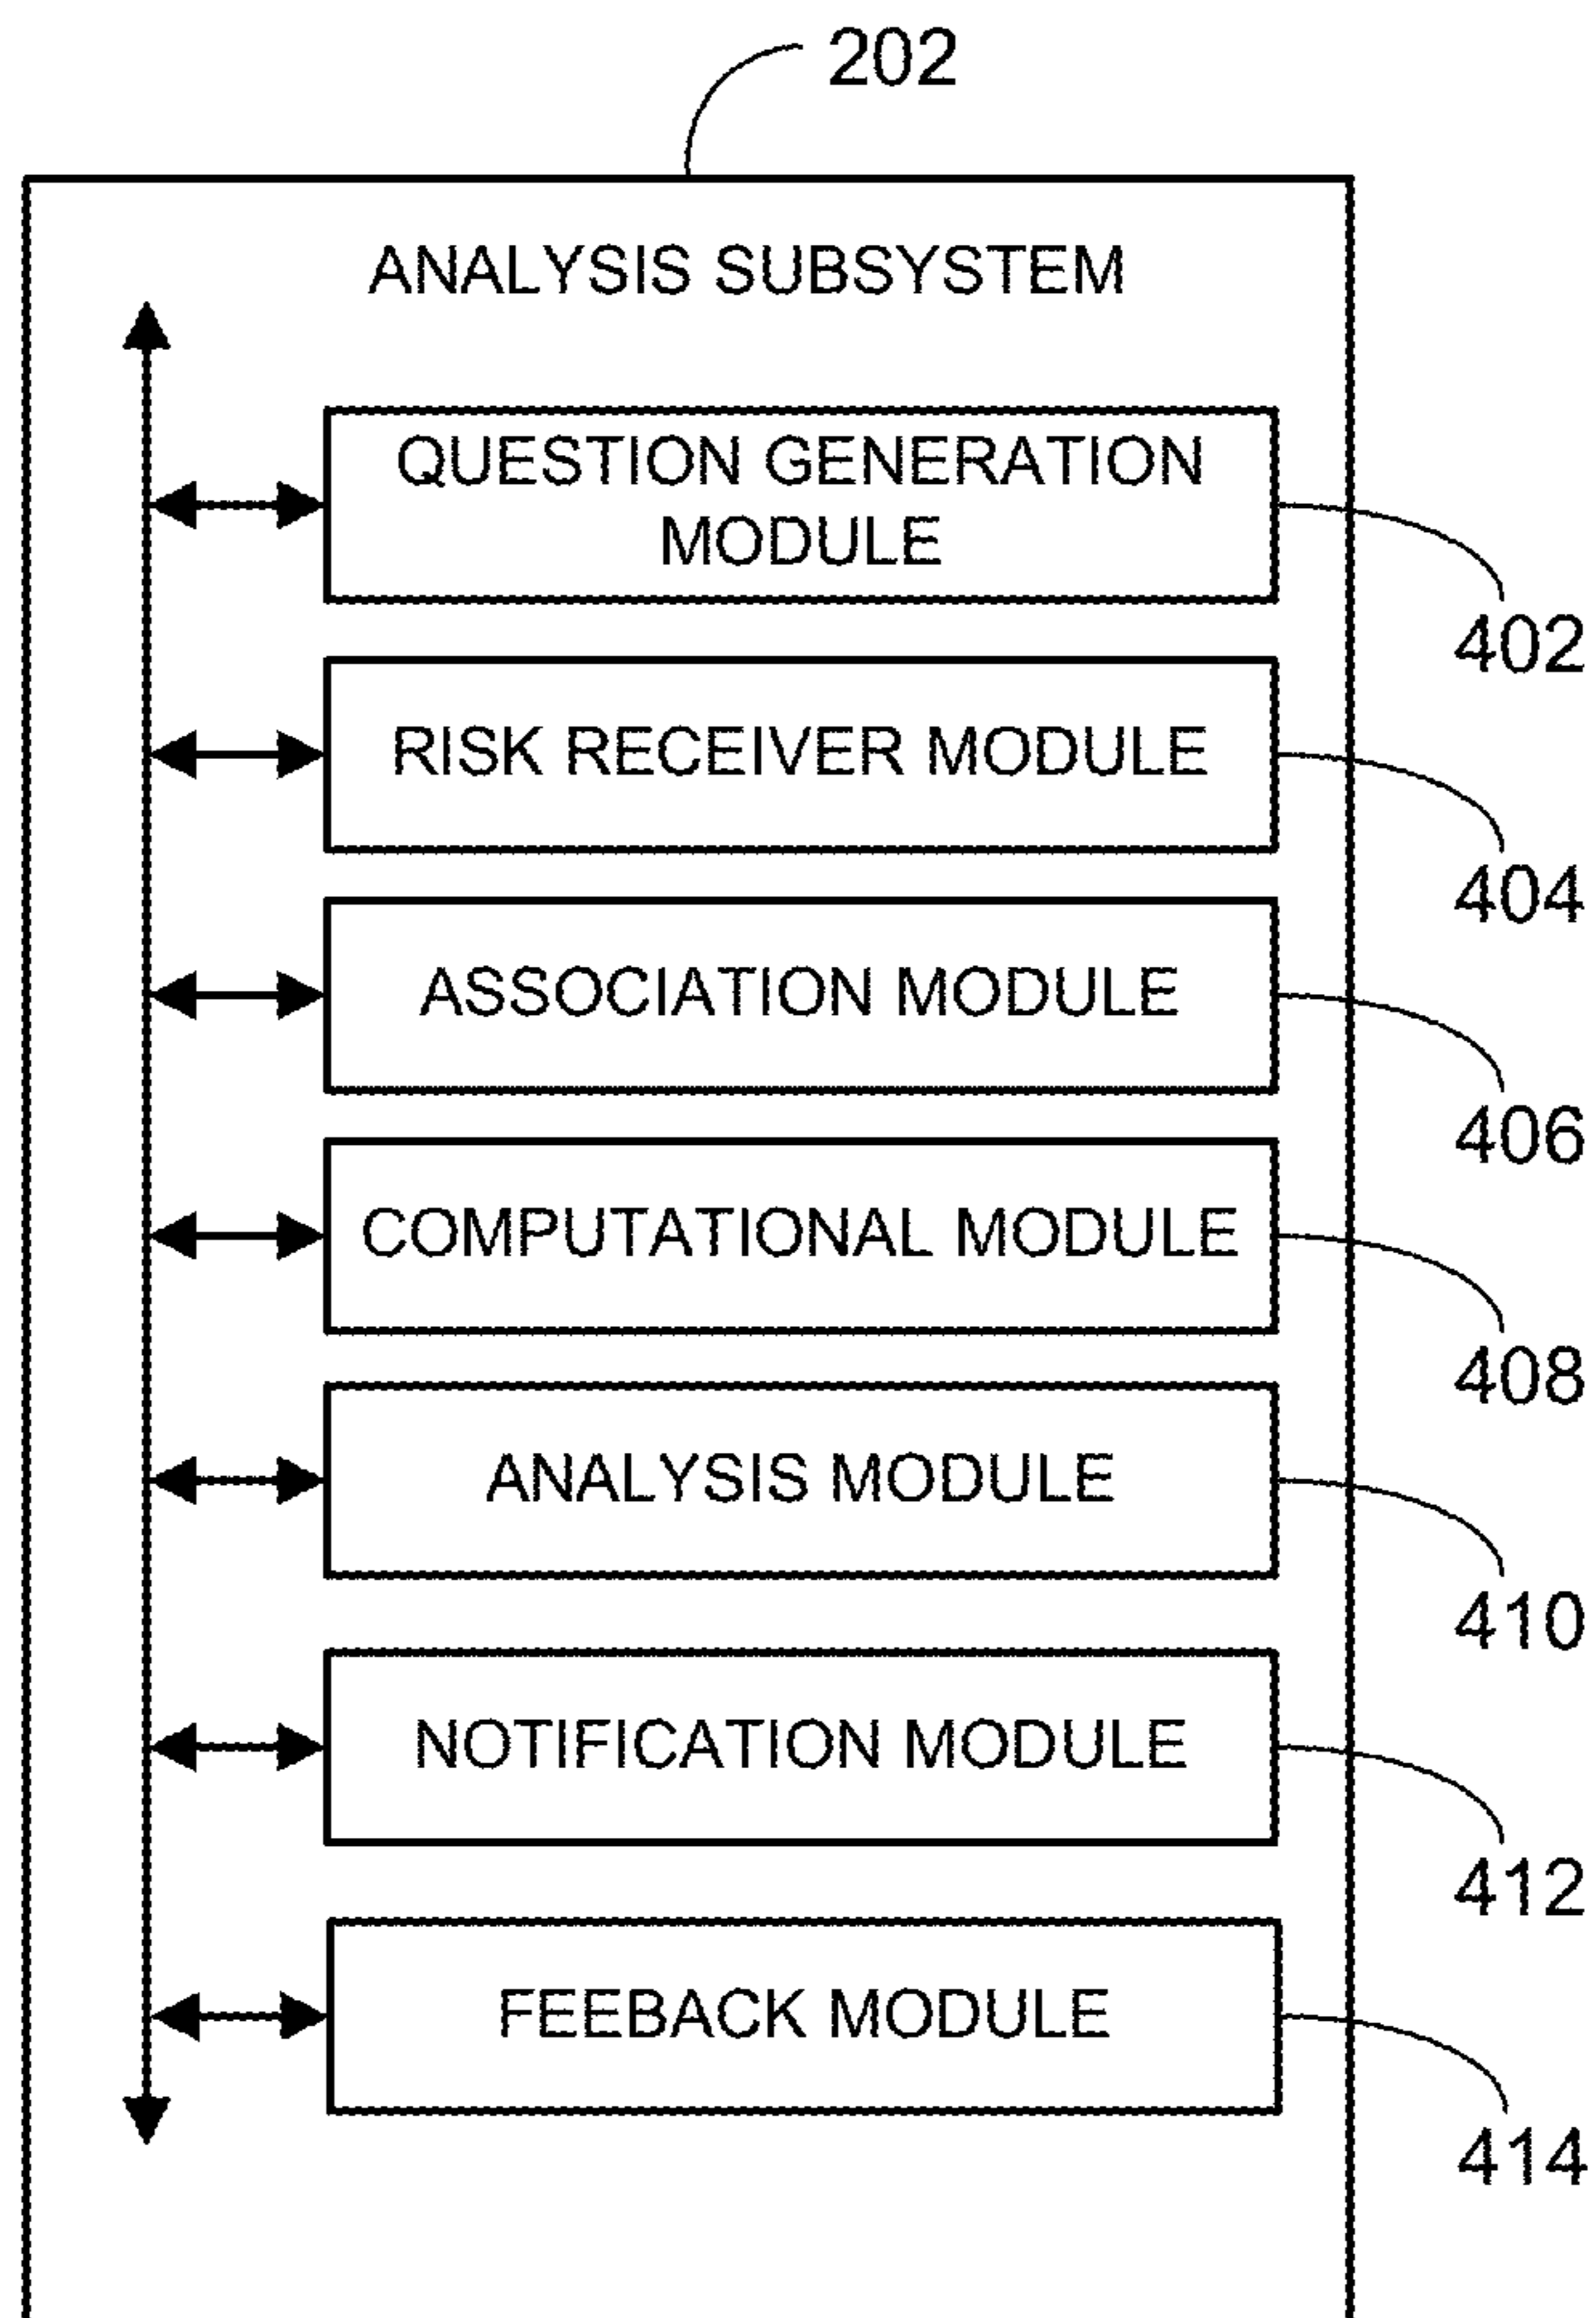 202
ANALYSIS SUBSYSTEM
QUESTION GENERATION
MODULE
402
RISK RECEIVER MODULE
404
ASSOCIATION MODULE
406
COMPUTATIONAL MODULE
408
ANALYSIS MODULE
410
NOTIFICATION MODULE
412
FEEBACK MODULE
414